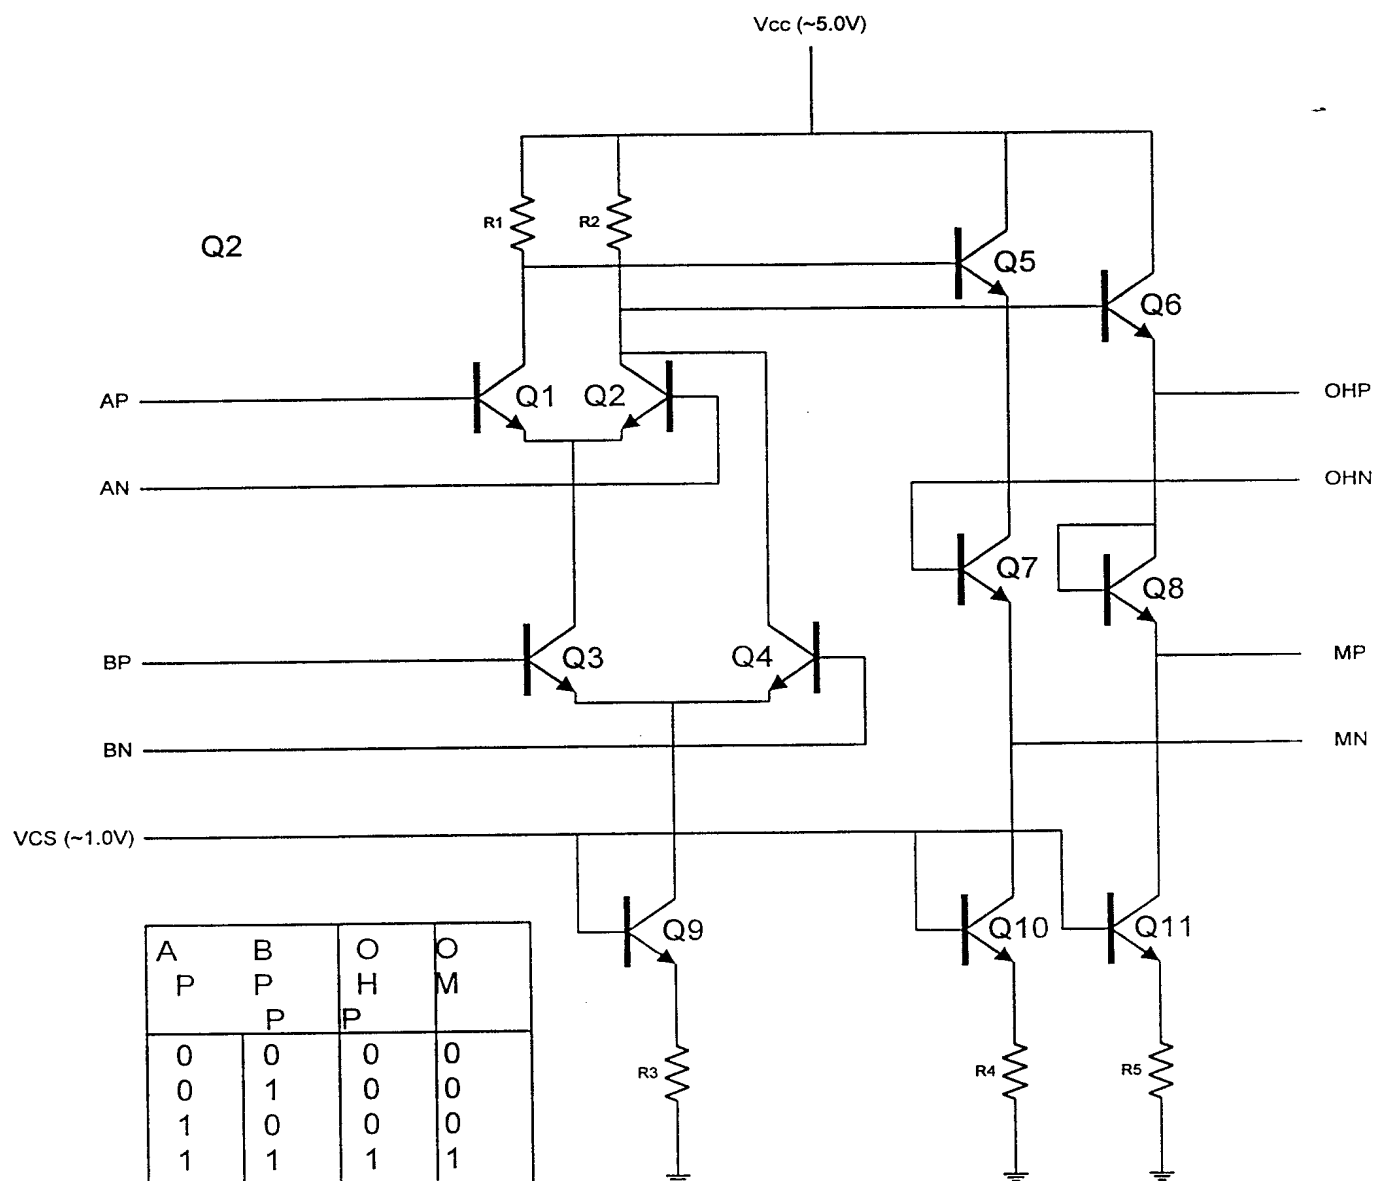 Vcc (~5.0V)
R1
R2
Q2
Q5
Q6
AP
Q1
Q2
OHP
AN
OHN
Q7
Q8
BP
Q3
Q4
MP
BN
MN
VCS (~1.0V)
Q9
Q10
Q11
A B O O
P P H M
P P
0 0 0 0
0 1 0 0
1 0 0 0
1 1 1 1
R3
R4
R5